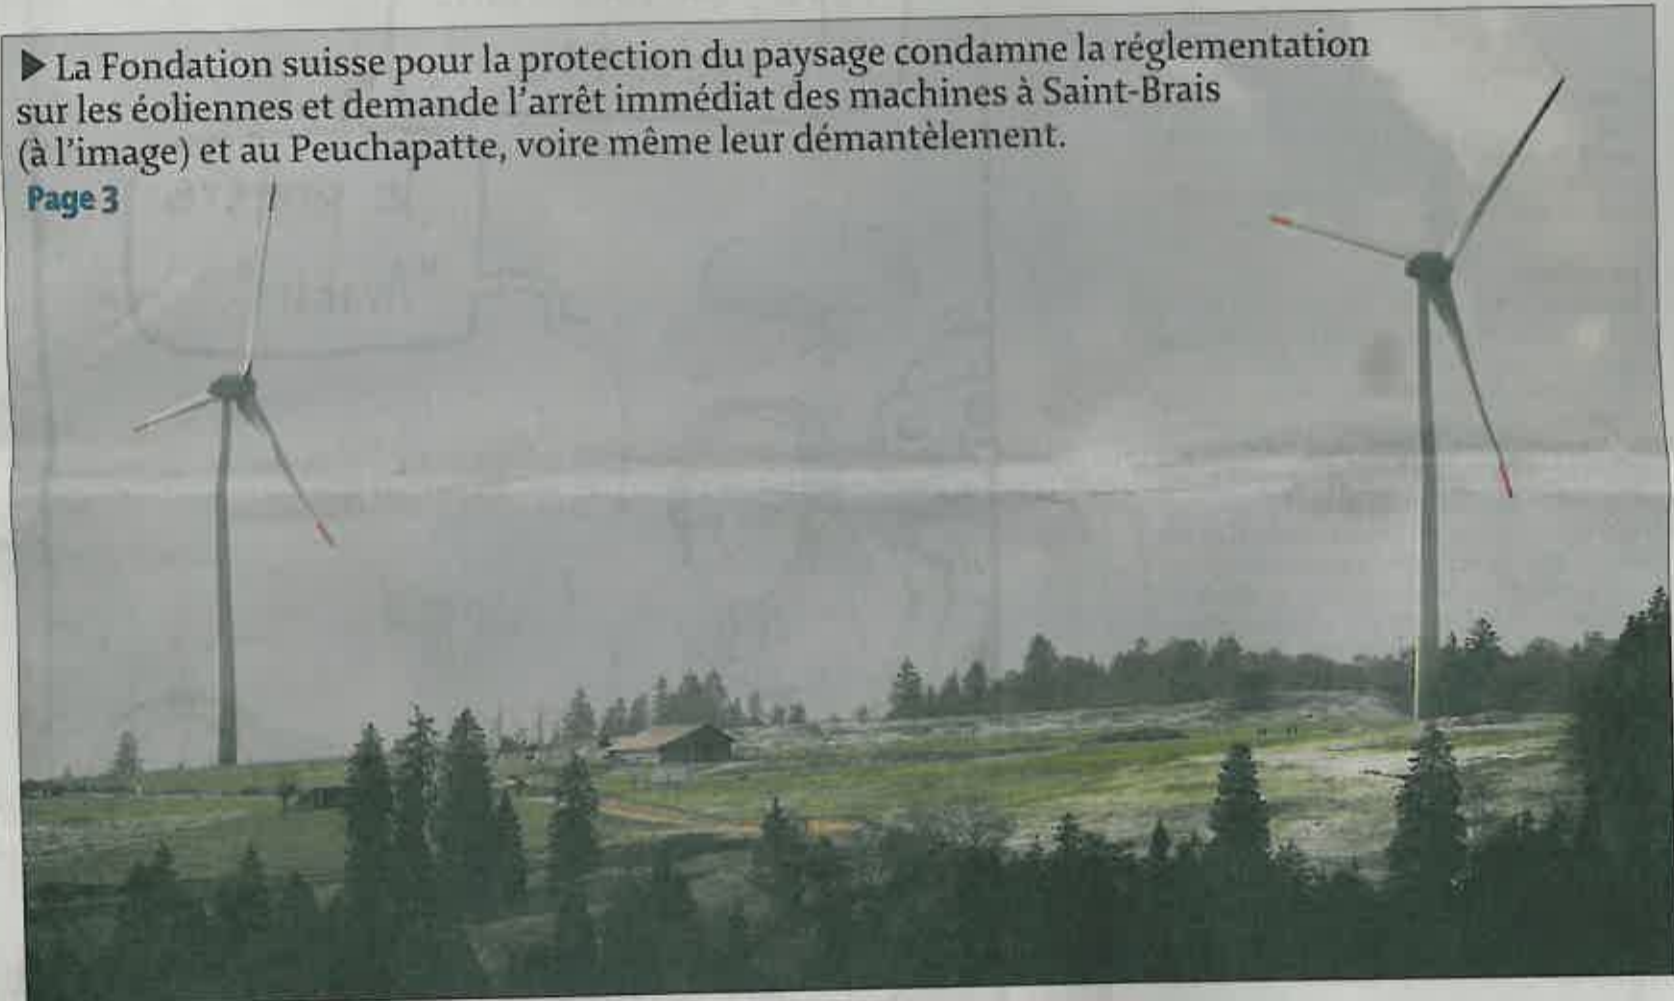 ▶ La Fondation suisse pour la protection du paysage condamne la réglementation
sur les éoliennes et demande l'arrêt immédiat des machines à Saint-Brais
(à l'image) et au Peuchapatte, voire même leur démantèlement.
Page 3